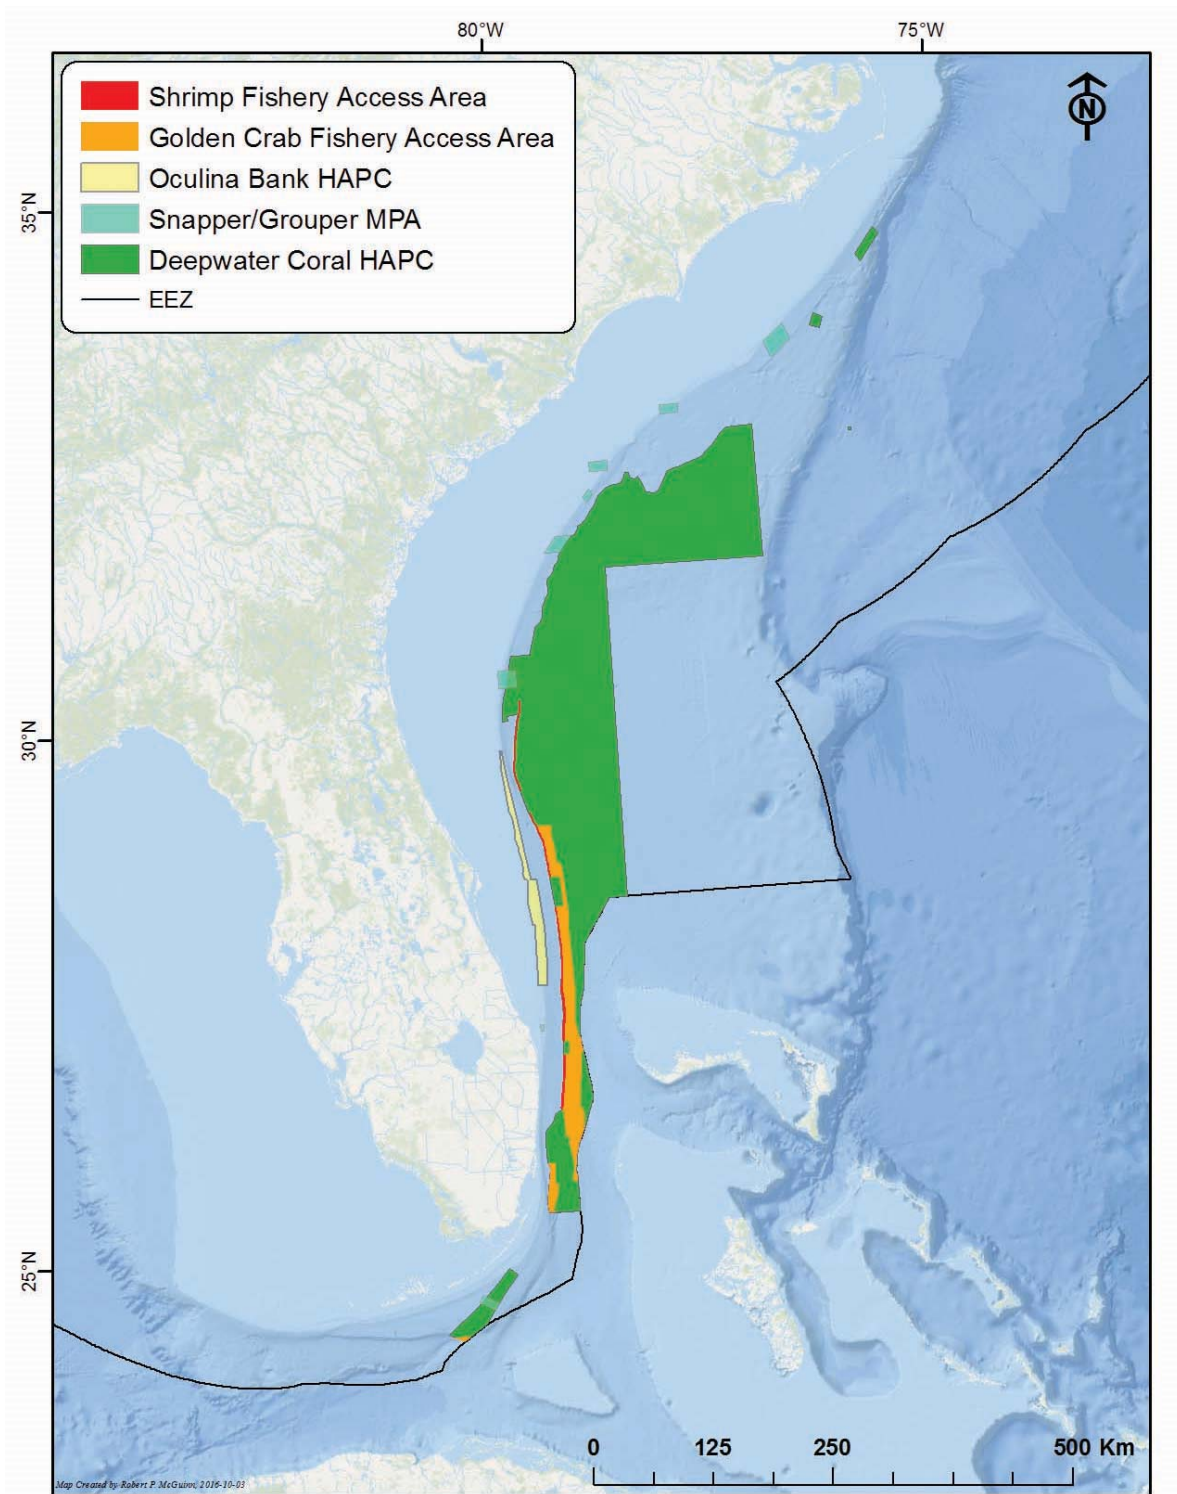 80°W 75°W
Shrimp Fishery Access Area
Golden Crab Fishery Access Area
Oculina Bank HAPC
Snapper/Grouper MPA
Deepwater Coral HAPC
EEZ
N
35°N
30°N
25°N
0 125 250 500 Km
Map Created by Robert P. McGuinn, 2016-10-03